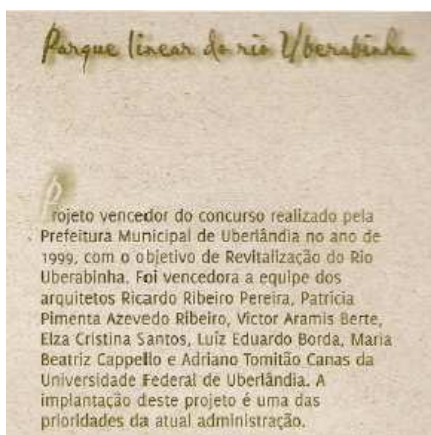 Parque linear do rio Uberabinha
Projeto vencedor do concurso realizado pela
Prefeitura Municipal de Uberlândia no ano de
1999, com o objetivo de Revitalização do Rio
Uberabinha. Foi vencedora a equipe dos
arquitetos Ricardo Ribeiro Pereira, Patrícia
Pimenta Azevedo Ribeiro, Victor Aramis Berte,
Elza Cristina Santos, Luiz Eduardo Borda, Maria
Beatriz Cappello e Adriano Tomitão Canas da
Universidade Federal de Uberlândia. A
implantação deste projeto é uma das
prioridades da atual administração.